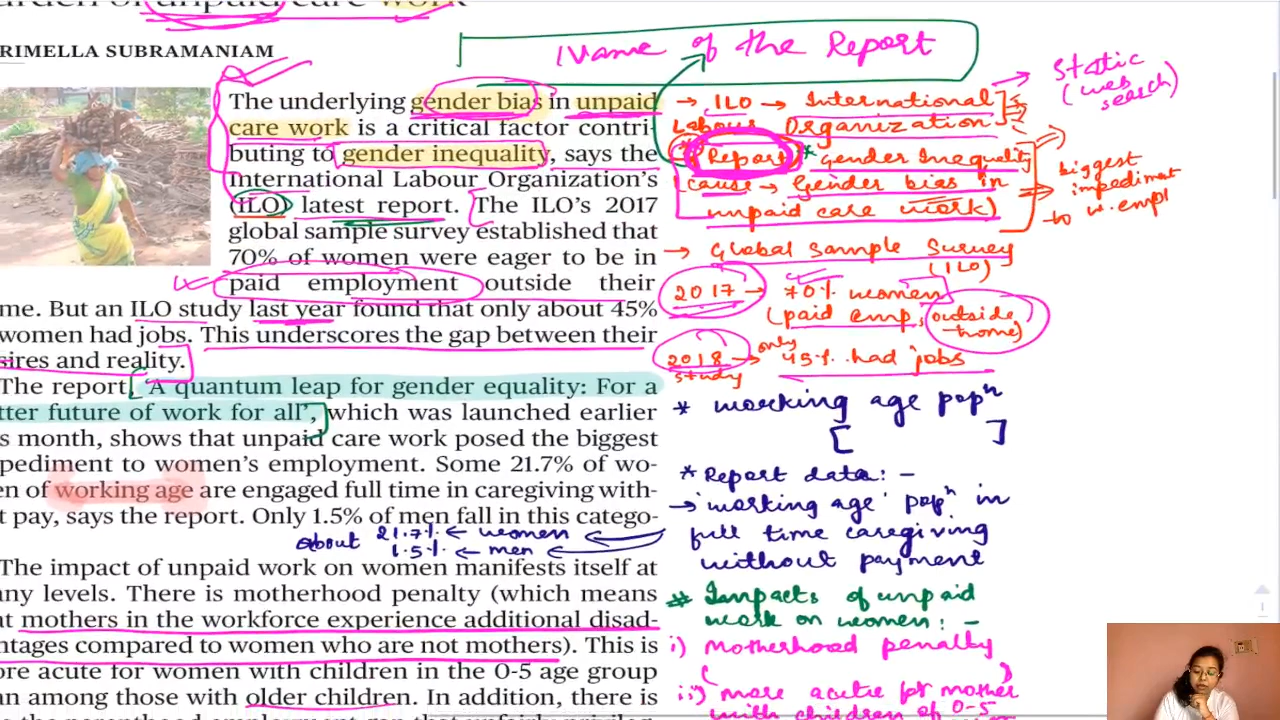 unpaid care work
RIMELLA SUBRAMANIAM
The underlying gender bias in unpaid
care work is a critical factor contri-
buting to gender inequality, says the
International Labour Organization's
(ILO) latest report. The ILO's 2017
global sample survey established that
70% of women were eager to be in
paid employment outside their
me. But an ILO study last year found that only about 45%
women had jobs. This underscores the gap between their
sires and reality.
The report, 'A quantum leap for gender equality: For a
tter future of work for all', which was launched earlier
s month, shows that unpaid care work posed the biggest
pediment to women's employment. Some 21.7% of wo-
en of working age are engaged full time in caregiving with-
t pay, says the report. Only 1.5% of men fall in this catego-
about 21.7% ← women
1.5% ← men
The impact of unpaid work on women manifests itself at
any levels. There is motherhood penalty (which means
at mothers in the workforce experience additional disad-
ntages compared to women who are not mothers). This is
ore acute for women with children in the 0-5 age group
an among those with older children. In addition, there is
Name of the Report
→ ILO → International
Labour Organization
Static
(web
search)
Report * Gender Inequality
(cause → Gender bias in
unpaid care work)
biggest
impediment
to w. empl
→ Global Sample Survey
(ILO)
2017 → 70% women
(paid emp, outside
home)
2018 → only 45% had jobs
study
* working age popn
[ ]
* Report data: -
→ 'working age' popn in
full time caregiving
without payment
* Impacts of unpaid
work on women: -
i) motherhood penalty
( )
ii) more acute for mother
with children of 0-5